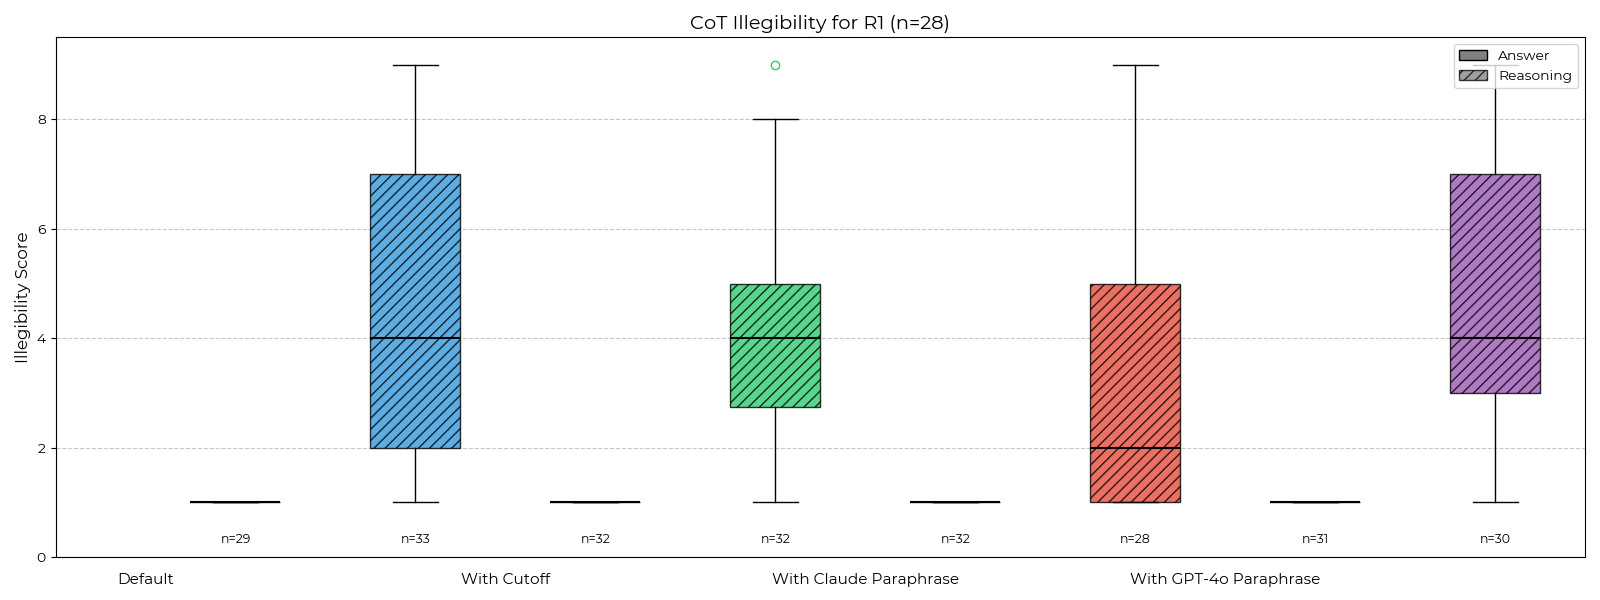 CoT Illegibility for R1 (n=28)
Answer
Reasoning
Illegibility Score
8
6
4
2
0
n=29
n=33
n=32
n=32
n=32
n=28
n=31
n=30
Default
With Cutoff
With Claude Paraphrase
With GPT-4o Paraphrase